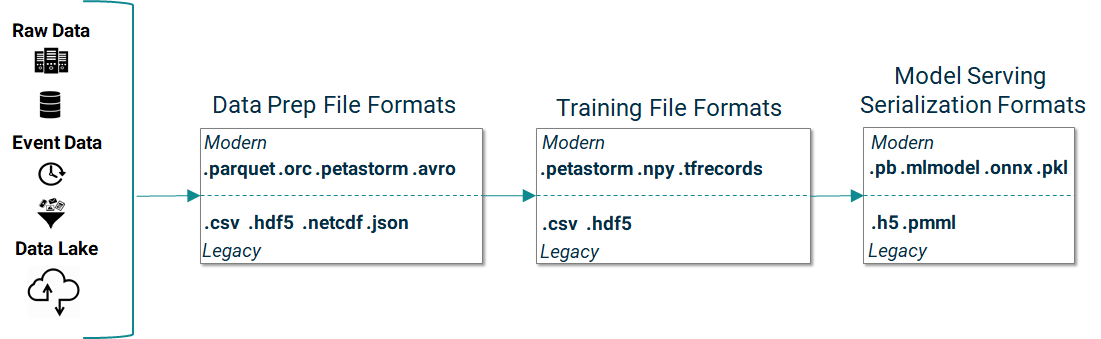 Raw Data
Event Data
Data Lake
Data Prep File Formats
Modern
.parquet .orc .petastorm .avro
.csv .hdf5 .netcdf .json
Legacy
Training File Formats
Modern
.petastorm .npy .tfrecords
.csv .hdf5
Legacy
Model Serving
Serialization Formats
Modern
.pb .mlmodel .onnx .pkl
.h5 .pmml
Legacy